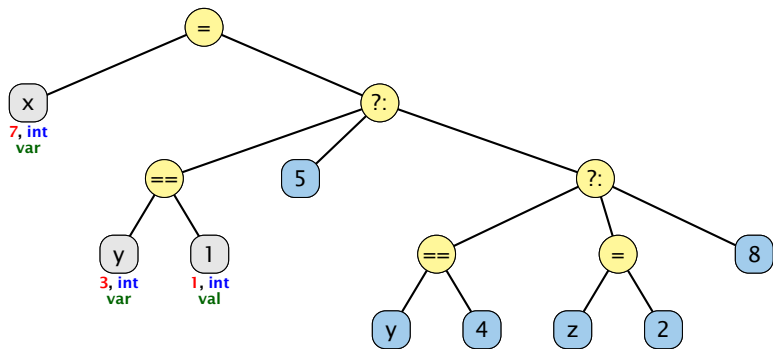 =
x
7, int
var
?:
==
5
?:
y
3, int
var
1
1, int
val
==
=
8
y
4
z
2